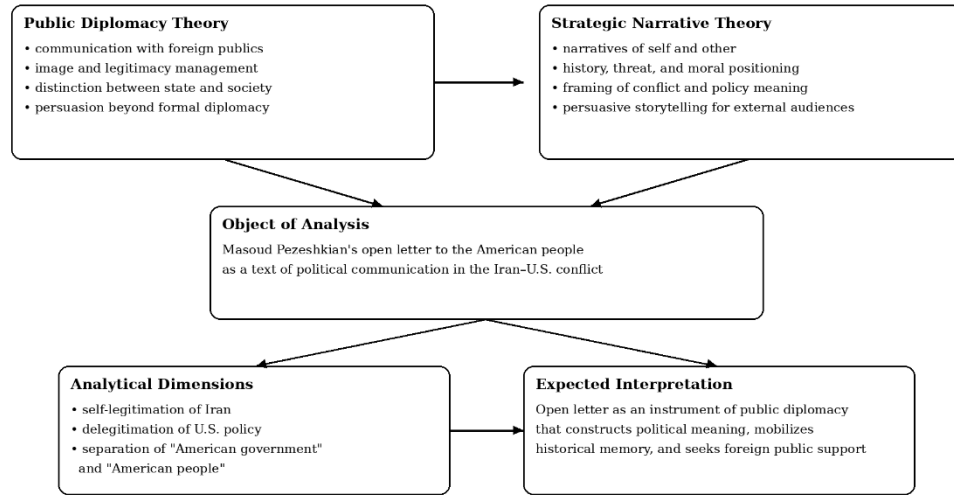 Public Diplomacy Theory
• communication with foreign publics
• image and legitimacy management
• distinction between state and society
• persuasion beyond formal diplomacy
Strategic Narrative Theory
• narratives of self and other
• history, threat, and moral positioning
• framing of conflict and policy meaning
• persuasive storytelling for external audiences
Object of Analysis
Masoud Pezeshkian's open letter to the American people
as a text of political communication in the Iran–U.S. conflict
Analytical Dimensions
• self-legitimation of Iran
• delegitimation of U.S. policy
• separation of "American government"
and "American people"
Expected Interpretation
Open letter as an instrument of public diplomacy
that constructs political meaning, mobilizes
historical memory, and seeks foreign public support